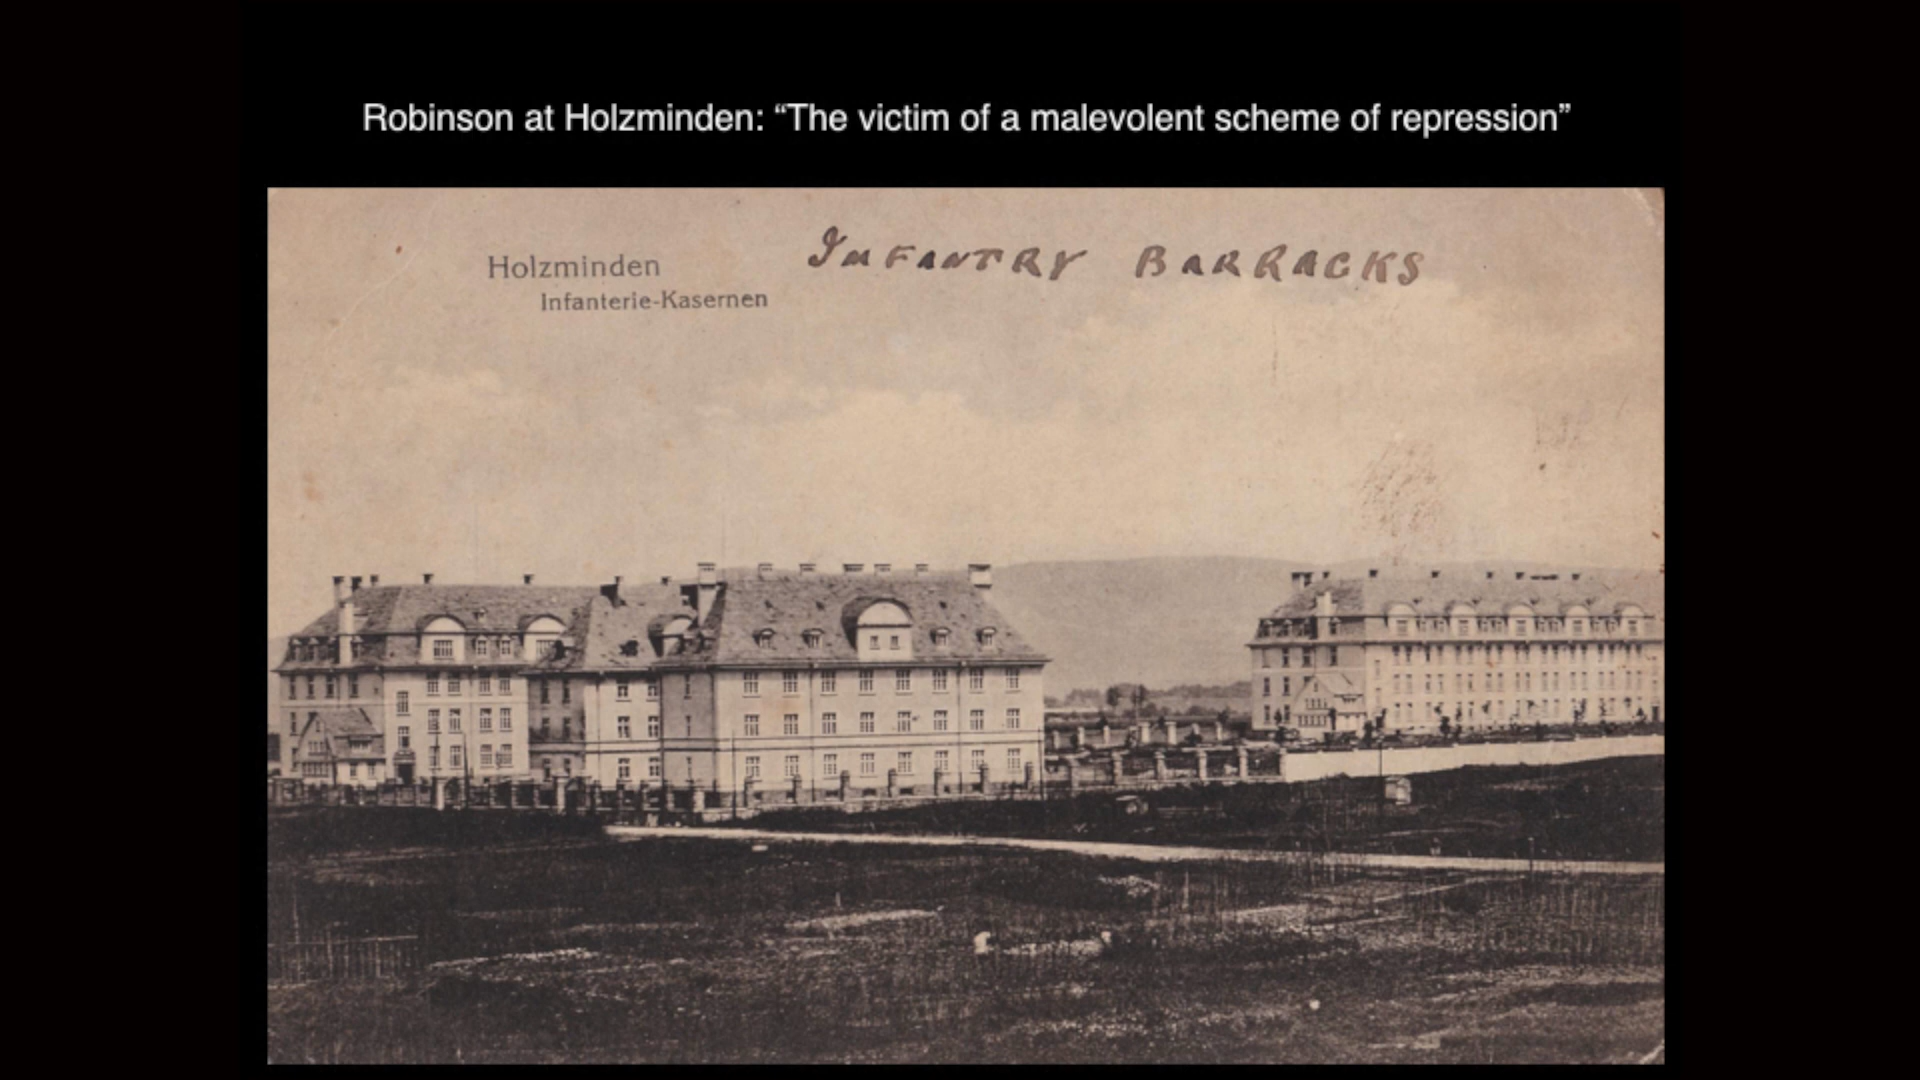 Robinson at Holzminden: “The victim of a malevolent scheme of repression”
Holzminden
INFANTRY BARRACKS
Infanterie-Kasernen